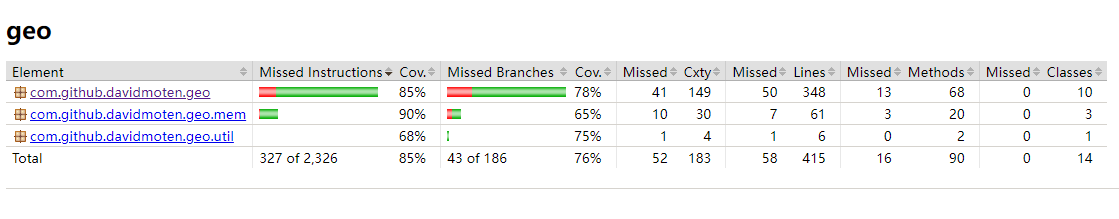 geo
Element Missed Instructions Cov. Missed Branches Cov. Missed Cxty Missed Lines Missed Methods Missed Classes
com.github.davidmoten.geo 85% 78% 41 149 50 348 13 68 0 10
com.github.davidmoten.geo.mem 90% 65% 10 30 7 61 3 20 0 3
com.github.davidmoten.geo.util 68% 75% 1 4 1 6 0 2 0 1
Total 327 of 2,326 85% 43 of 186 76% 52 183 58 415 16 90 0 14